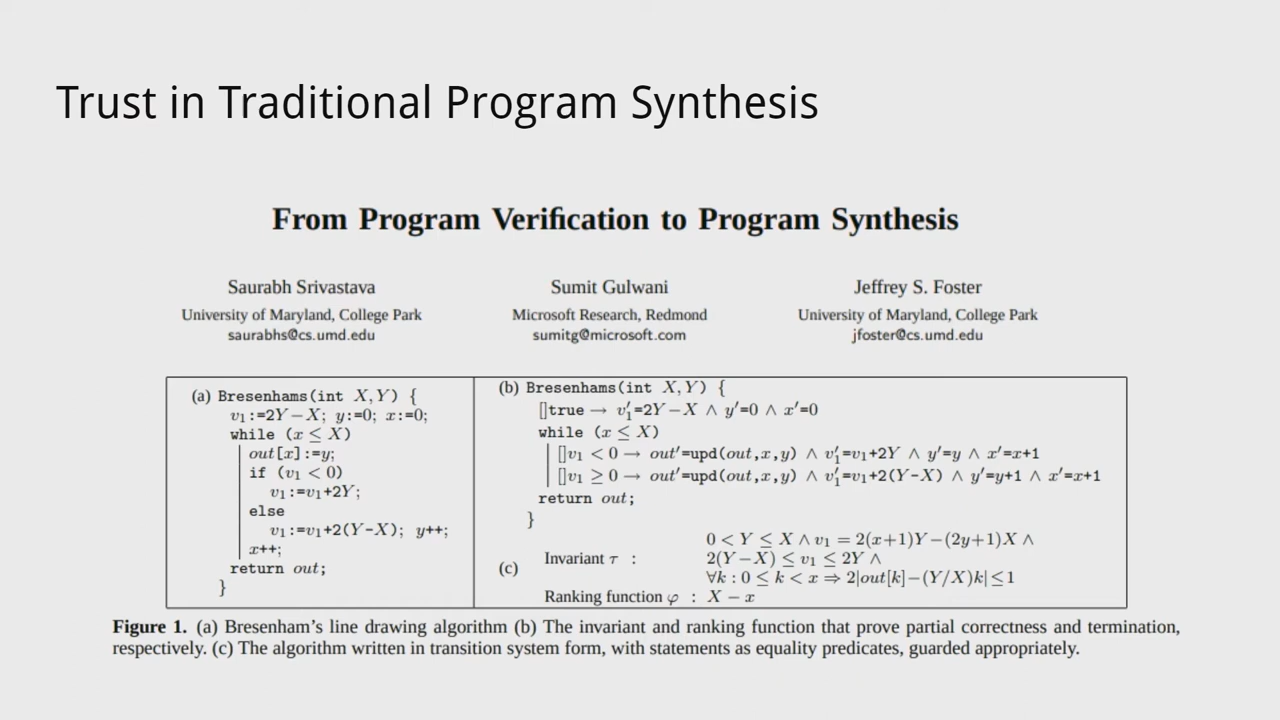 Trust in Traditional Program Synthesis
From Program Verification to Program Synthesis
Saurabh Srivastava
University of Maryland, College Park
saurabhs@cs.umd.edu
Sumit Gulwani
Microsoft Research, Redmond
sumitg@microsoft.com
Jeffrey S. Foster
University of Maryland, College Park
jfoster@cs.umd.edu
(a) Bresenhams(int X,Y) {
v₁:=2Y−X; y:=0; x:=0;
while (x ≤ X)
out[x]:=y;
if (v₁ < 0)
v₁:=v₁+2Y;
else
v₁:=v₁+2(Y−X); y++;
x++;
return out;
}
(b) Bresenhams(int X,Y) {
[]true → v₁′=2Y−X ∧ y′=0 ∧ x′=0
while (x ≤ X)
[]v₁ < 0 → out′=upd(out,x,y) ∧ v₁′=v₁+2Y ∧ y′=y ∧ x′=x+1
[]v₁ ≥ 0 → out′=upd(out,x,y) ∧ v₁′=v₁+2(Y−X) ∧ y′=y+1 ∧ x′=x+1
return out;
}
(c)
Invariant τ :
0 < Y ≤ X ∧ v₁ = 2(x+1)Y−(2y+1)X ∧
2(Y−X) ≤ v₁ ≤ 2Y ∧
∀k : 0 ≤ k < x ⇒ 2|out[k]−(Y/X)k| ≤ 1
Ranking function φ : X − x
Figure 1. (a) Bresenham's line drawing algorithm (b) The invariant and ranking function that prove partial correctness and termination,
respectively. (c) The algorithm written in transition system form, with statements as equality predicates, guarded appropriately.